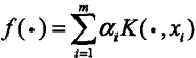 f(·) ≡ ∑_{i=1}^{m} α_i K(·, x_i)